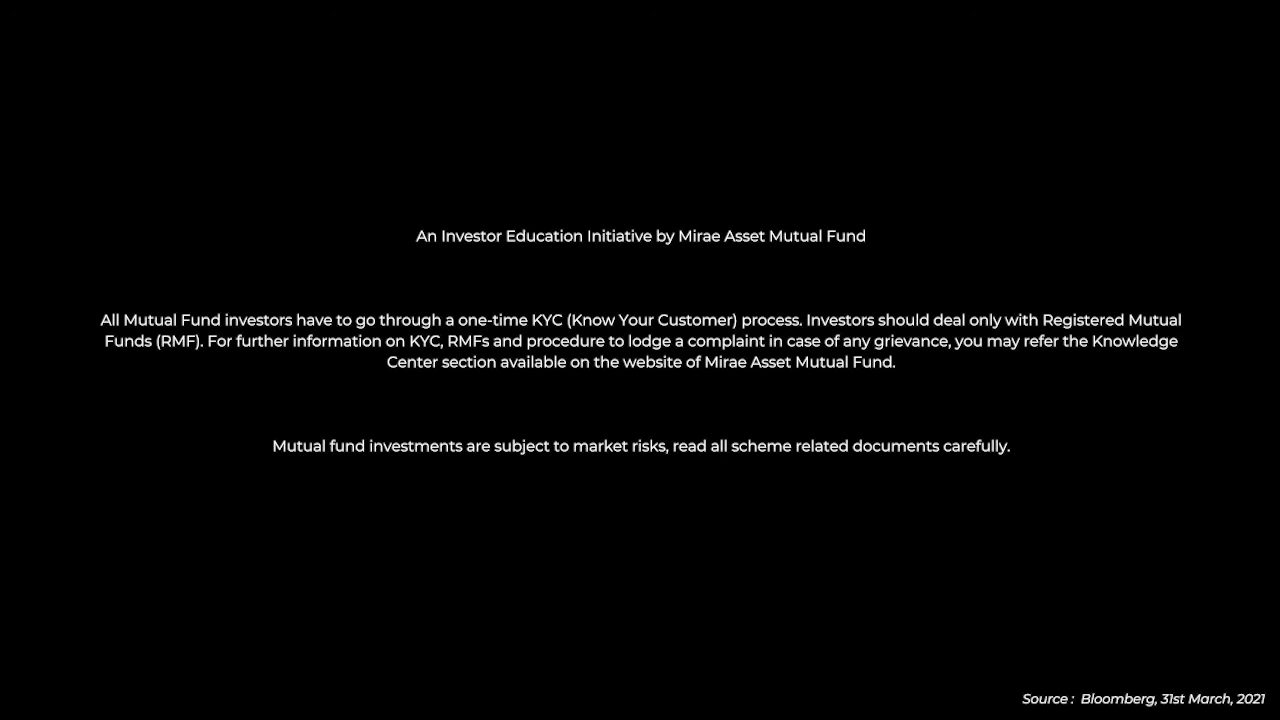 An Investor Education Initiative by Mirae Asset Mutual Fund
All Mutual Fund investors have to go through a one-time KYC (Know Your Customer) process. Investors should deal only with Registered Mutual
Funds (RMF). For further information on KYC, RMFs and procedure to lodge a complaint in case of any grievance, you may refer the Knowledge
Center section available on the website of Mirae Asset Mutual Fund.
Mutual fund investments are subject to market risks, read all scheme related documents carefully.
Source : Bloomberg, 31st March, 2021